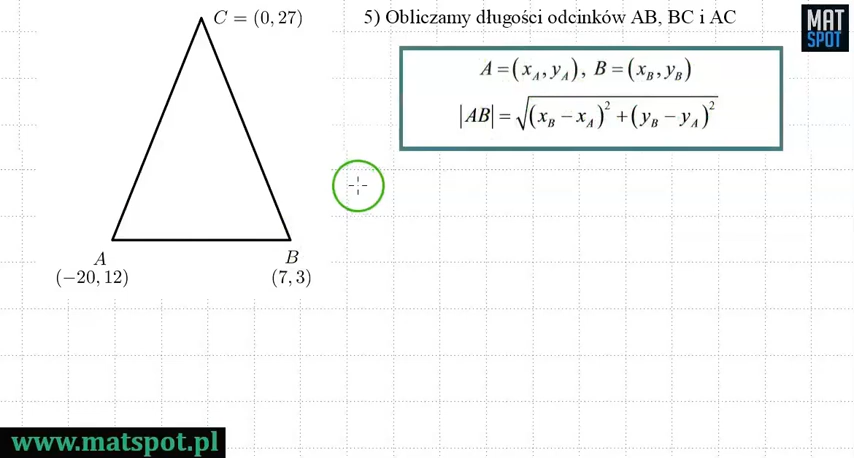 C = (0, 27)
5) Obliczamy długości odcinków AB, BC i AC
MAT
SPOT
A = (x_A, y_A), B = (x_B, y_B)
|AB| = √((x_B − x_A)² + (y_B − y_A)²)
A
(−20, 12)
B
(7, 3)
www.matspot.pl